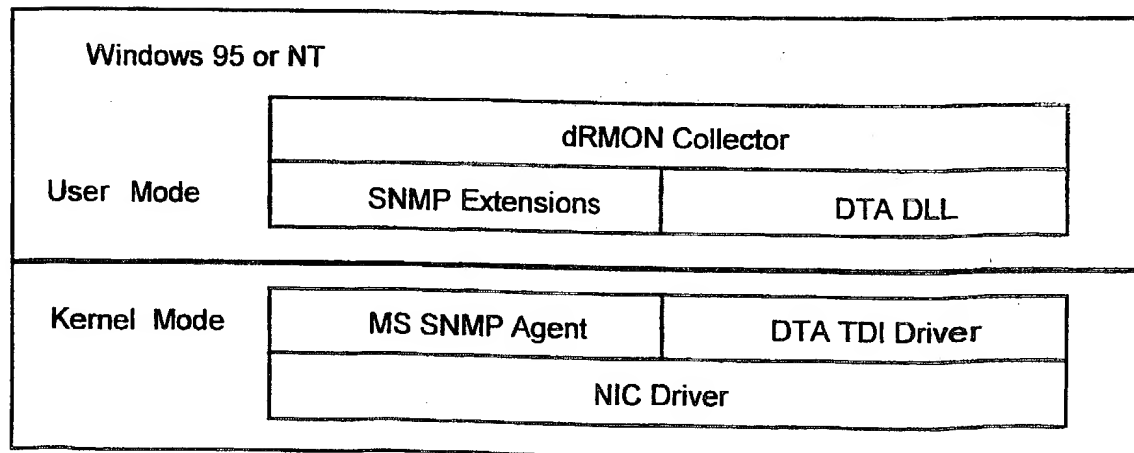 Windows 95 or NT
dRMON Collector
User Mode
SNMP Extensions
DTA DLL
Kernel Mode
MS SNMP Agent
DTA TDI Driver
NIC Driver